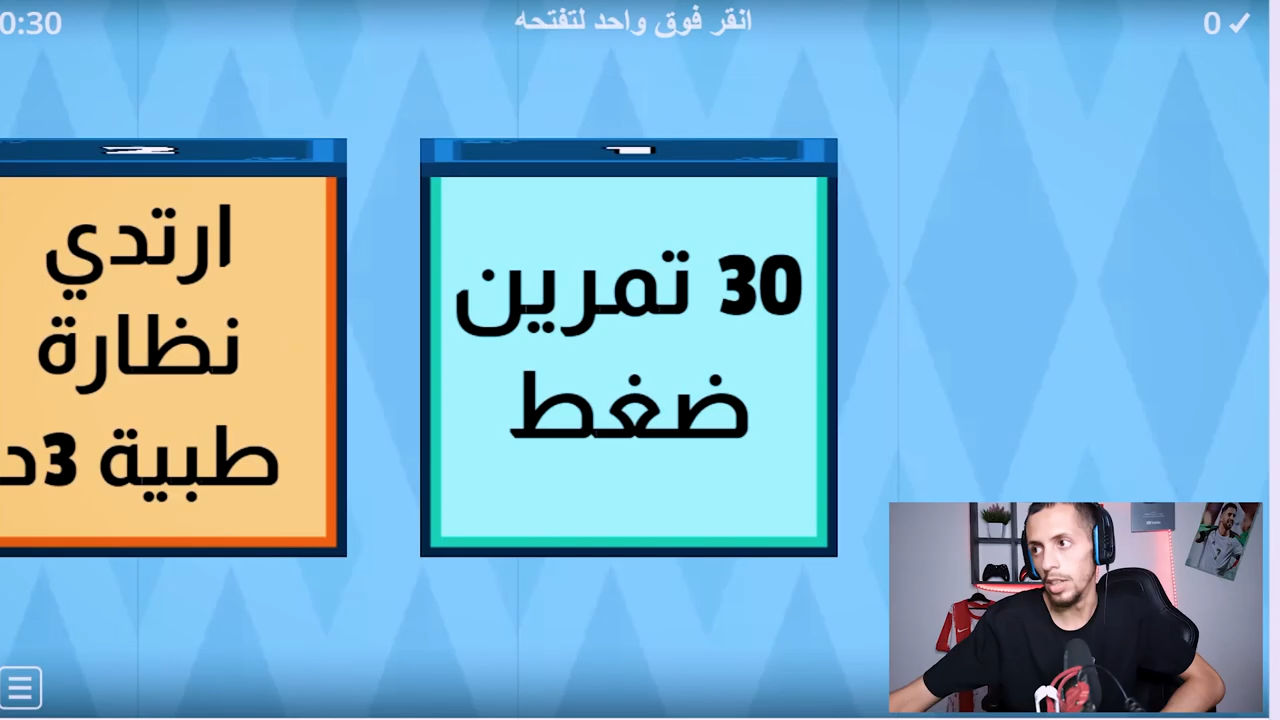 0:30
انقر فوق واحد لتفتحه
0
30 تمرين
ضغط
ارتدي
نظارة
طبية 3د